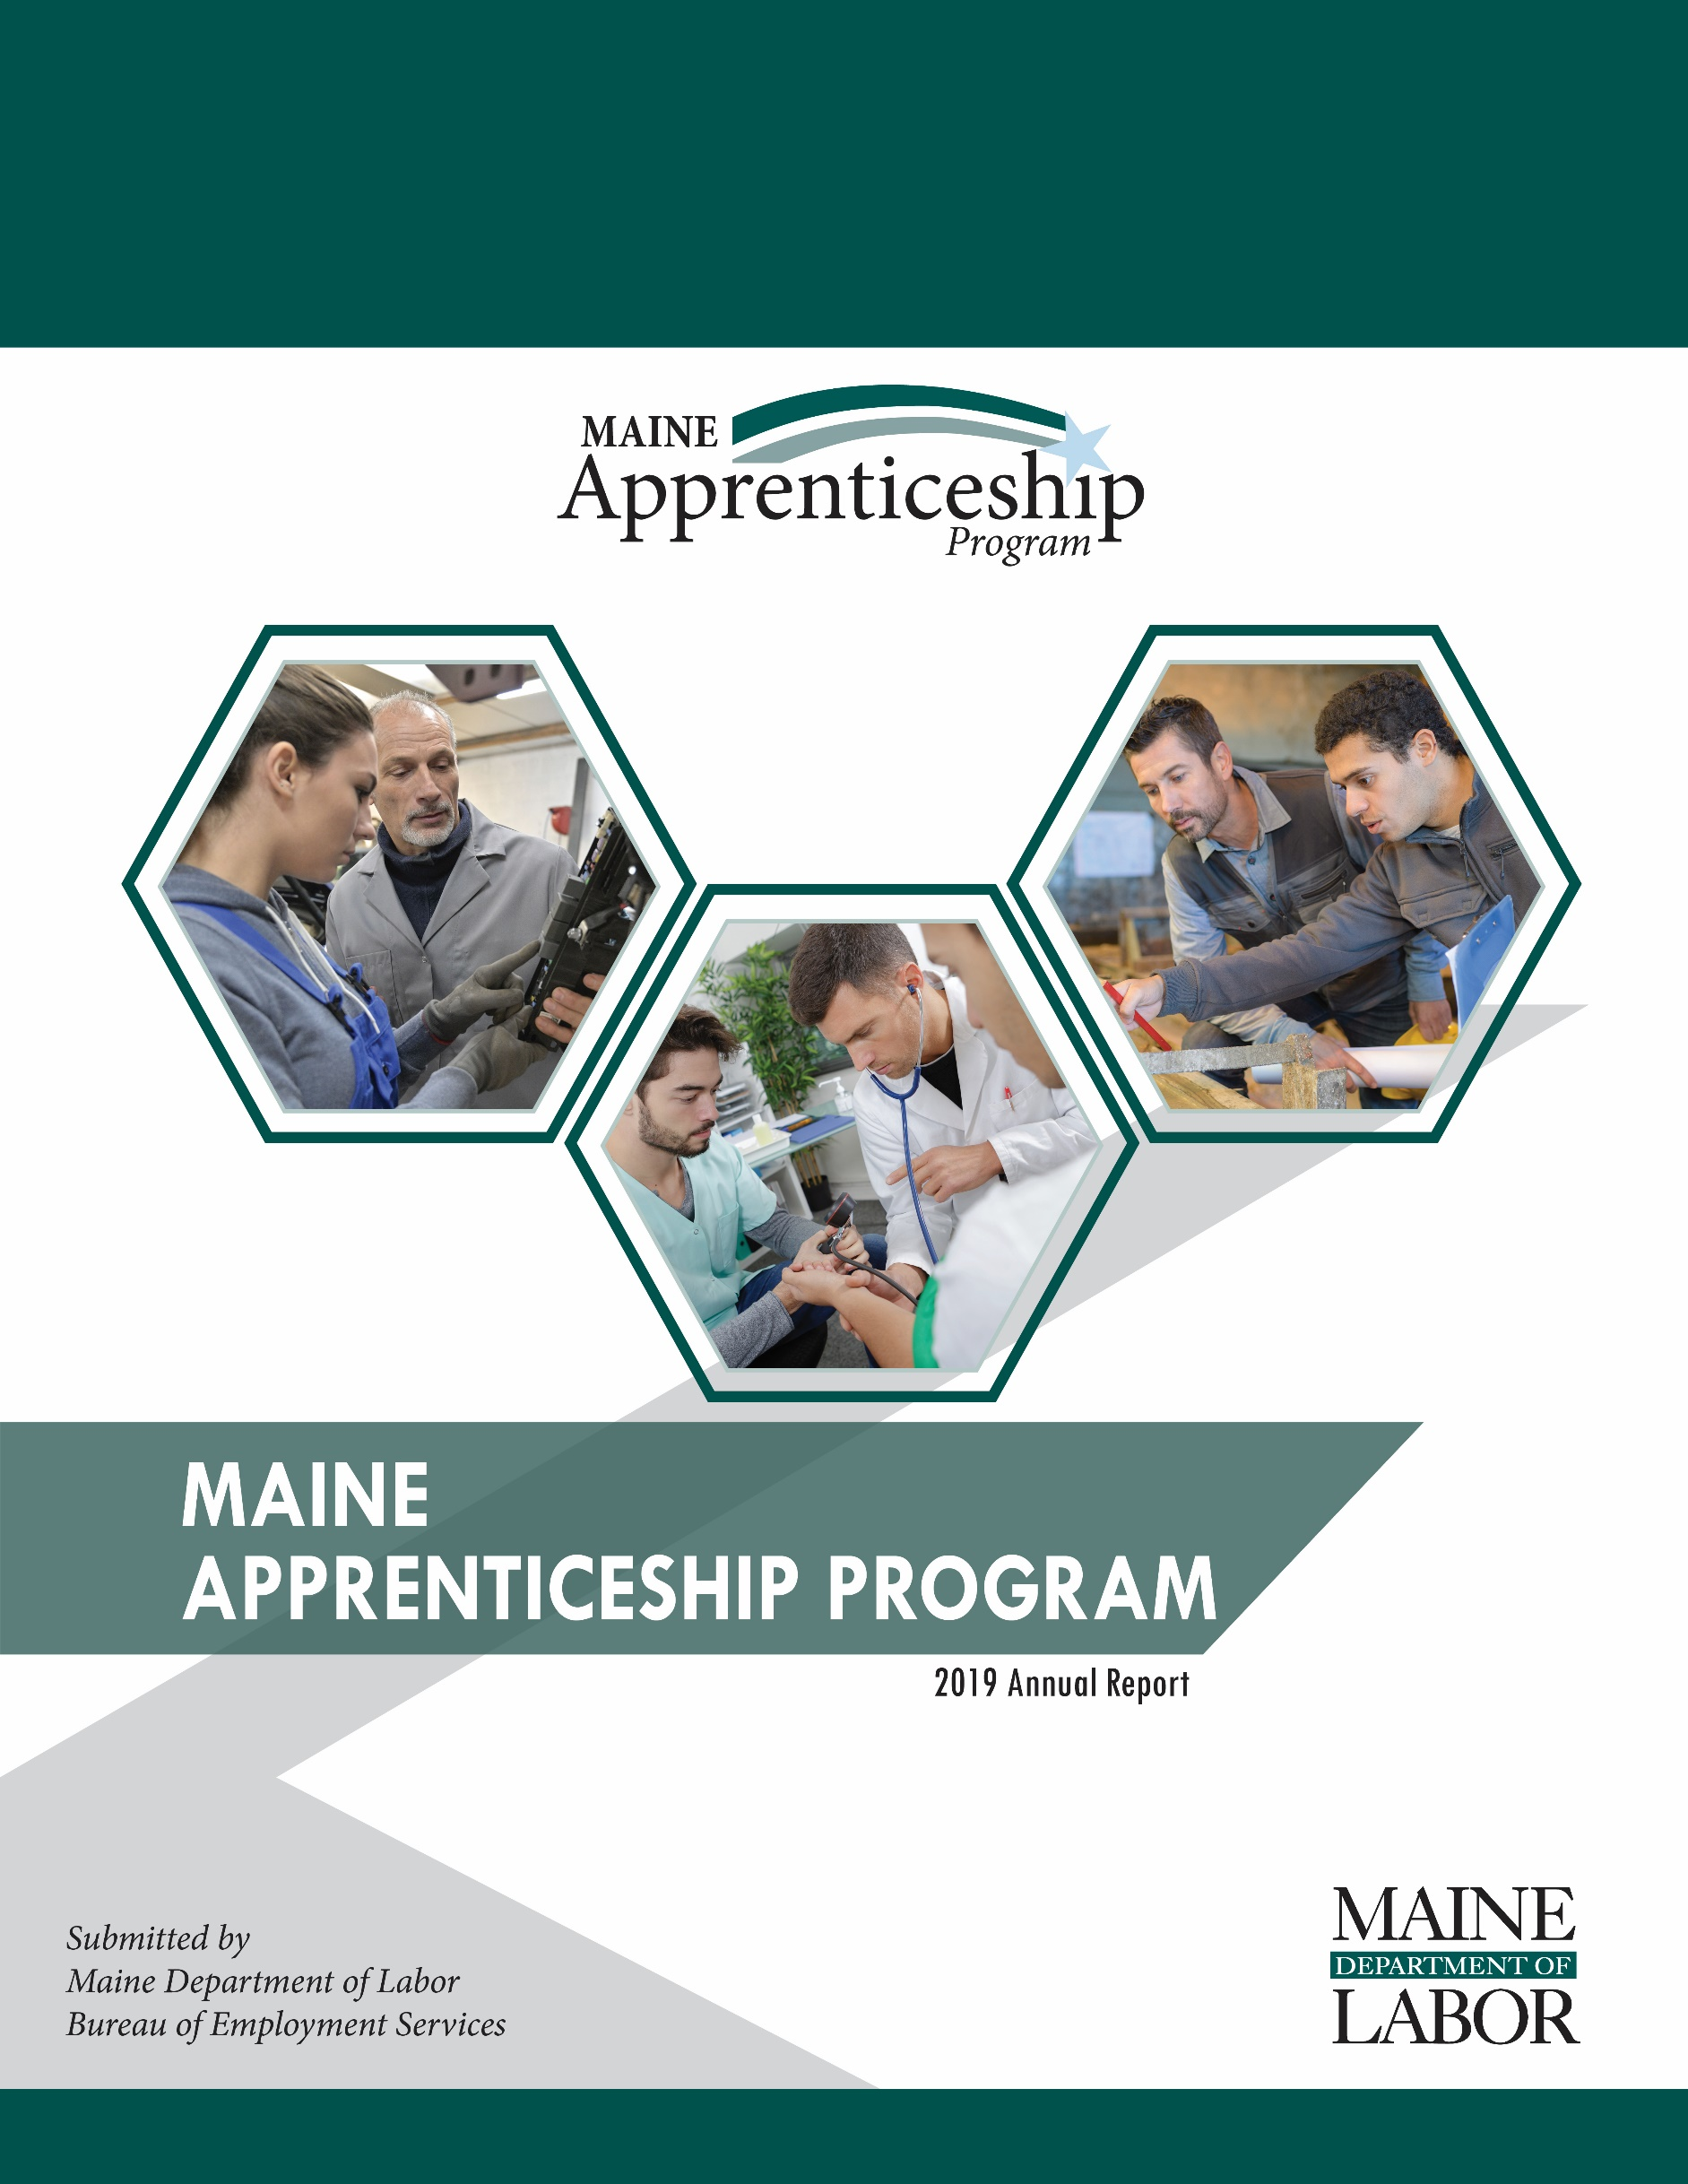 MAINE
Apprenticeship
Program
MAINE
APPRENTICESHIP PROGRAM
2019 Annual Report
Submitted by
Maine Department of Labor
Bureau of Employment Services
MAINE
DEPARTMENT OF
LABOR